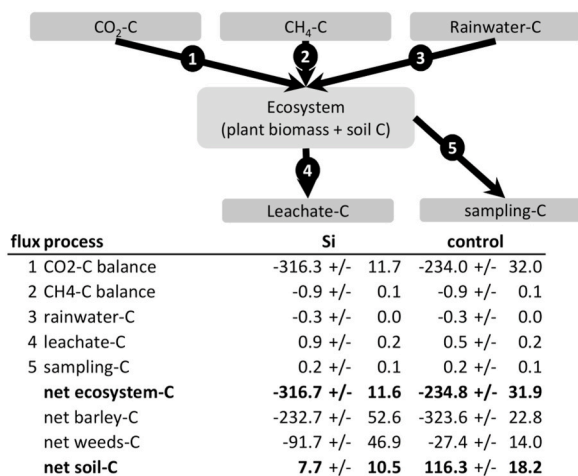 CO2-C CH4-C Rainwater-C
1 2 3
Ecosystem
(plant biomass + soil C)
5
4
Leachate-C sampling-C
flux process Si control
1 CO2-C balance -316.3 +/- 11.7 -234.0 +/- 32.0
2 CH4-C balance -0.9 +/- 0.1 -0.9 +/- 0.1
3 rainwater-C -0.3 +/- 0.0 -0.3 +/- 0.0
4 leachate-C 0.9 +/- 0.2 0.5 +/- 0.2
5 sampling-C 0.2 +/- 0.1 0.2 +/- 0.1
net ecosystem-C -316.7 +/- 11.6 -234.8 +/- 31.9
net barley-C -232.7 +/- 52.6 -323.6 +/- 22.8
net weeds-C -91.7 +/- 46.9 -27.4 +/- 14.0
net soil-C 7.7 +/- 10.5 116.3 +/- 18.2